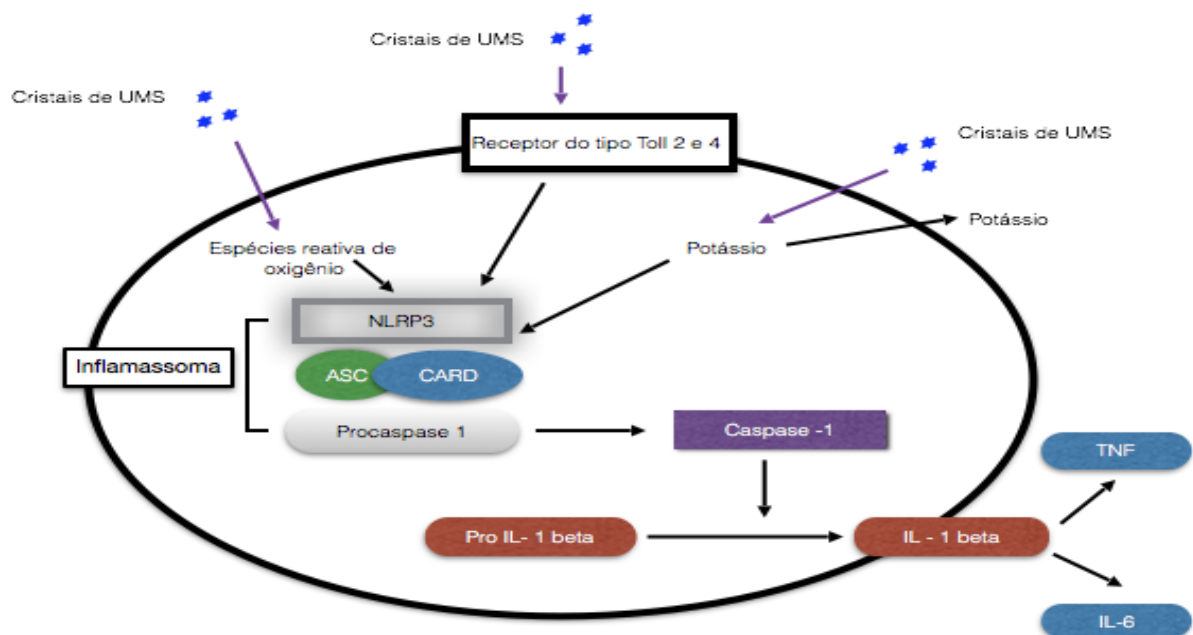 Cristais de UMS
Cristais de UMS
Cristais de UMS
Receptor do tipo Toll 2 e 4
Potássio
Espécies reativa de
oxigênio
Potássio
NLRP3
Inflamassoma
ASC
CARD
Procaspase 1
Caspase -1
TNF
Pro IL- 1 beta
IL - 1 beta
IL-6